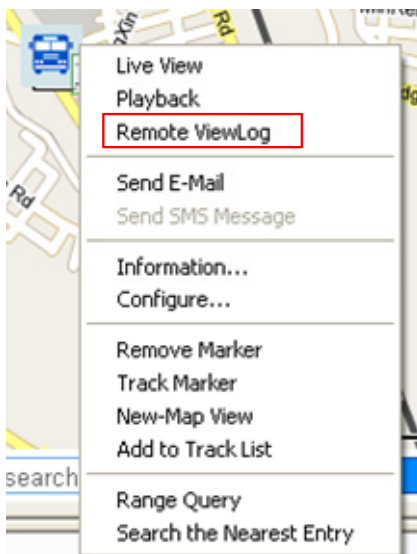 Xin
Rd
Live View
Playback
Remote ViewLog
Rd
Send E-Mail
Send SMS Message
Information...
Configure...
Remove Marker
Track Marker
New-Map View
Add to Track List
search
Range Query
Search the Nearest Entry